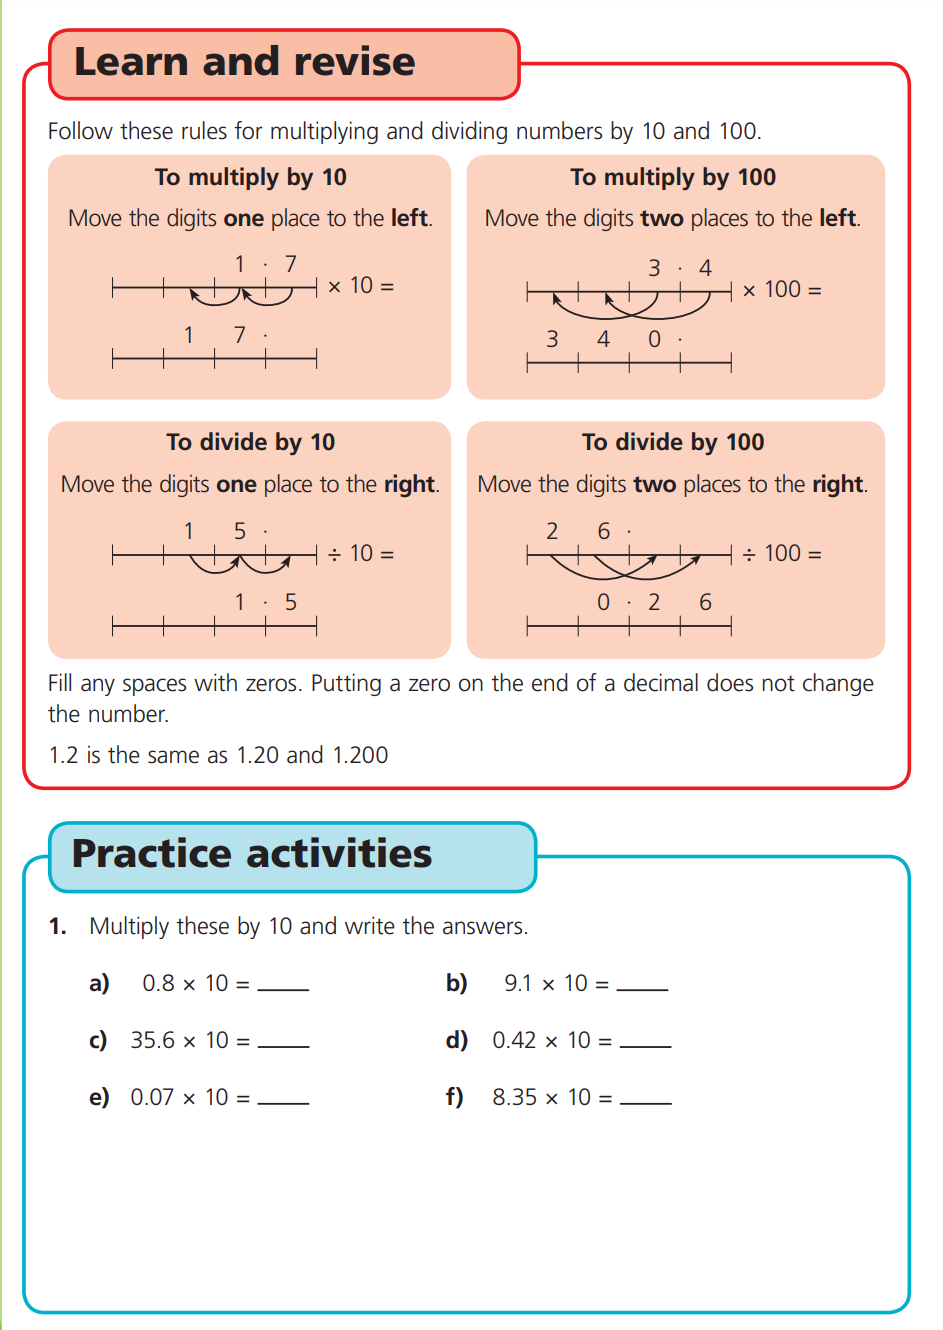 Learn and revise
Follow these rules for multiplying and dividing numbers by 10 and 100.
To multiply by 10
Move the digits one place to the left.
1 · 7
× 10 =
1 7 ·
To multiply by 100
Move the digits two places to the left.
3 · 4
× 100 =
3 4 0 ·
To divide by 10
Move the digits one place to the right.
1 5 ·
÷ 10 =
1 · 5
To divide by 100
Move the digits two places to the right.
2 6 ·
÷ 100 =
0 · 2 6
Fill any spaces with zeros. Putting a zero on the end of a decimal does not change
the number.
1.2 is the same as 1.20 and 1.200
Practice activities
1. Multiply these by 10 and write the answers.
a) 0.8 × 10 = ____ b) 9.1 × 10 = ____
c) 35.6 × 10 = ____ d) 0.42 × 10 = ____
e) 0.07 × 10 = ____ f) 8.35 × 10 = ____